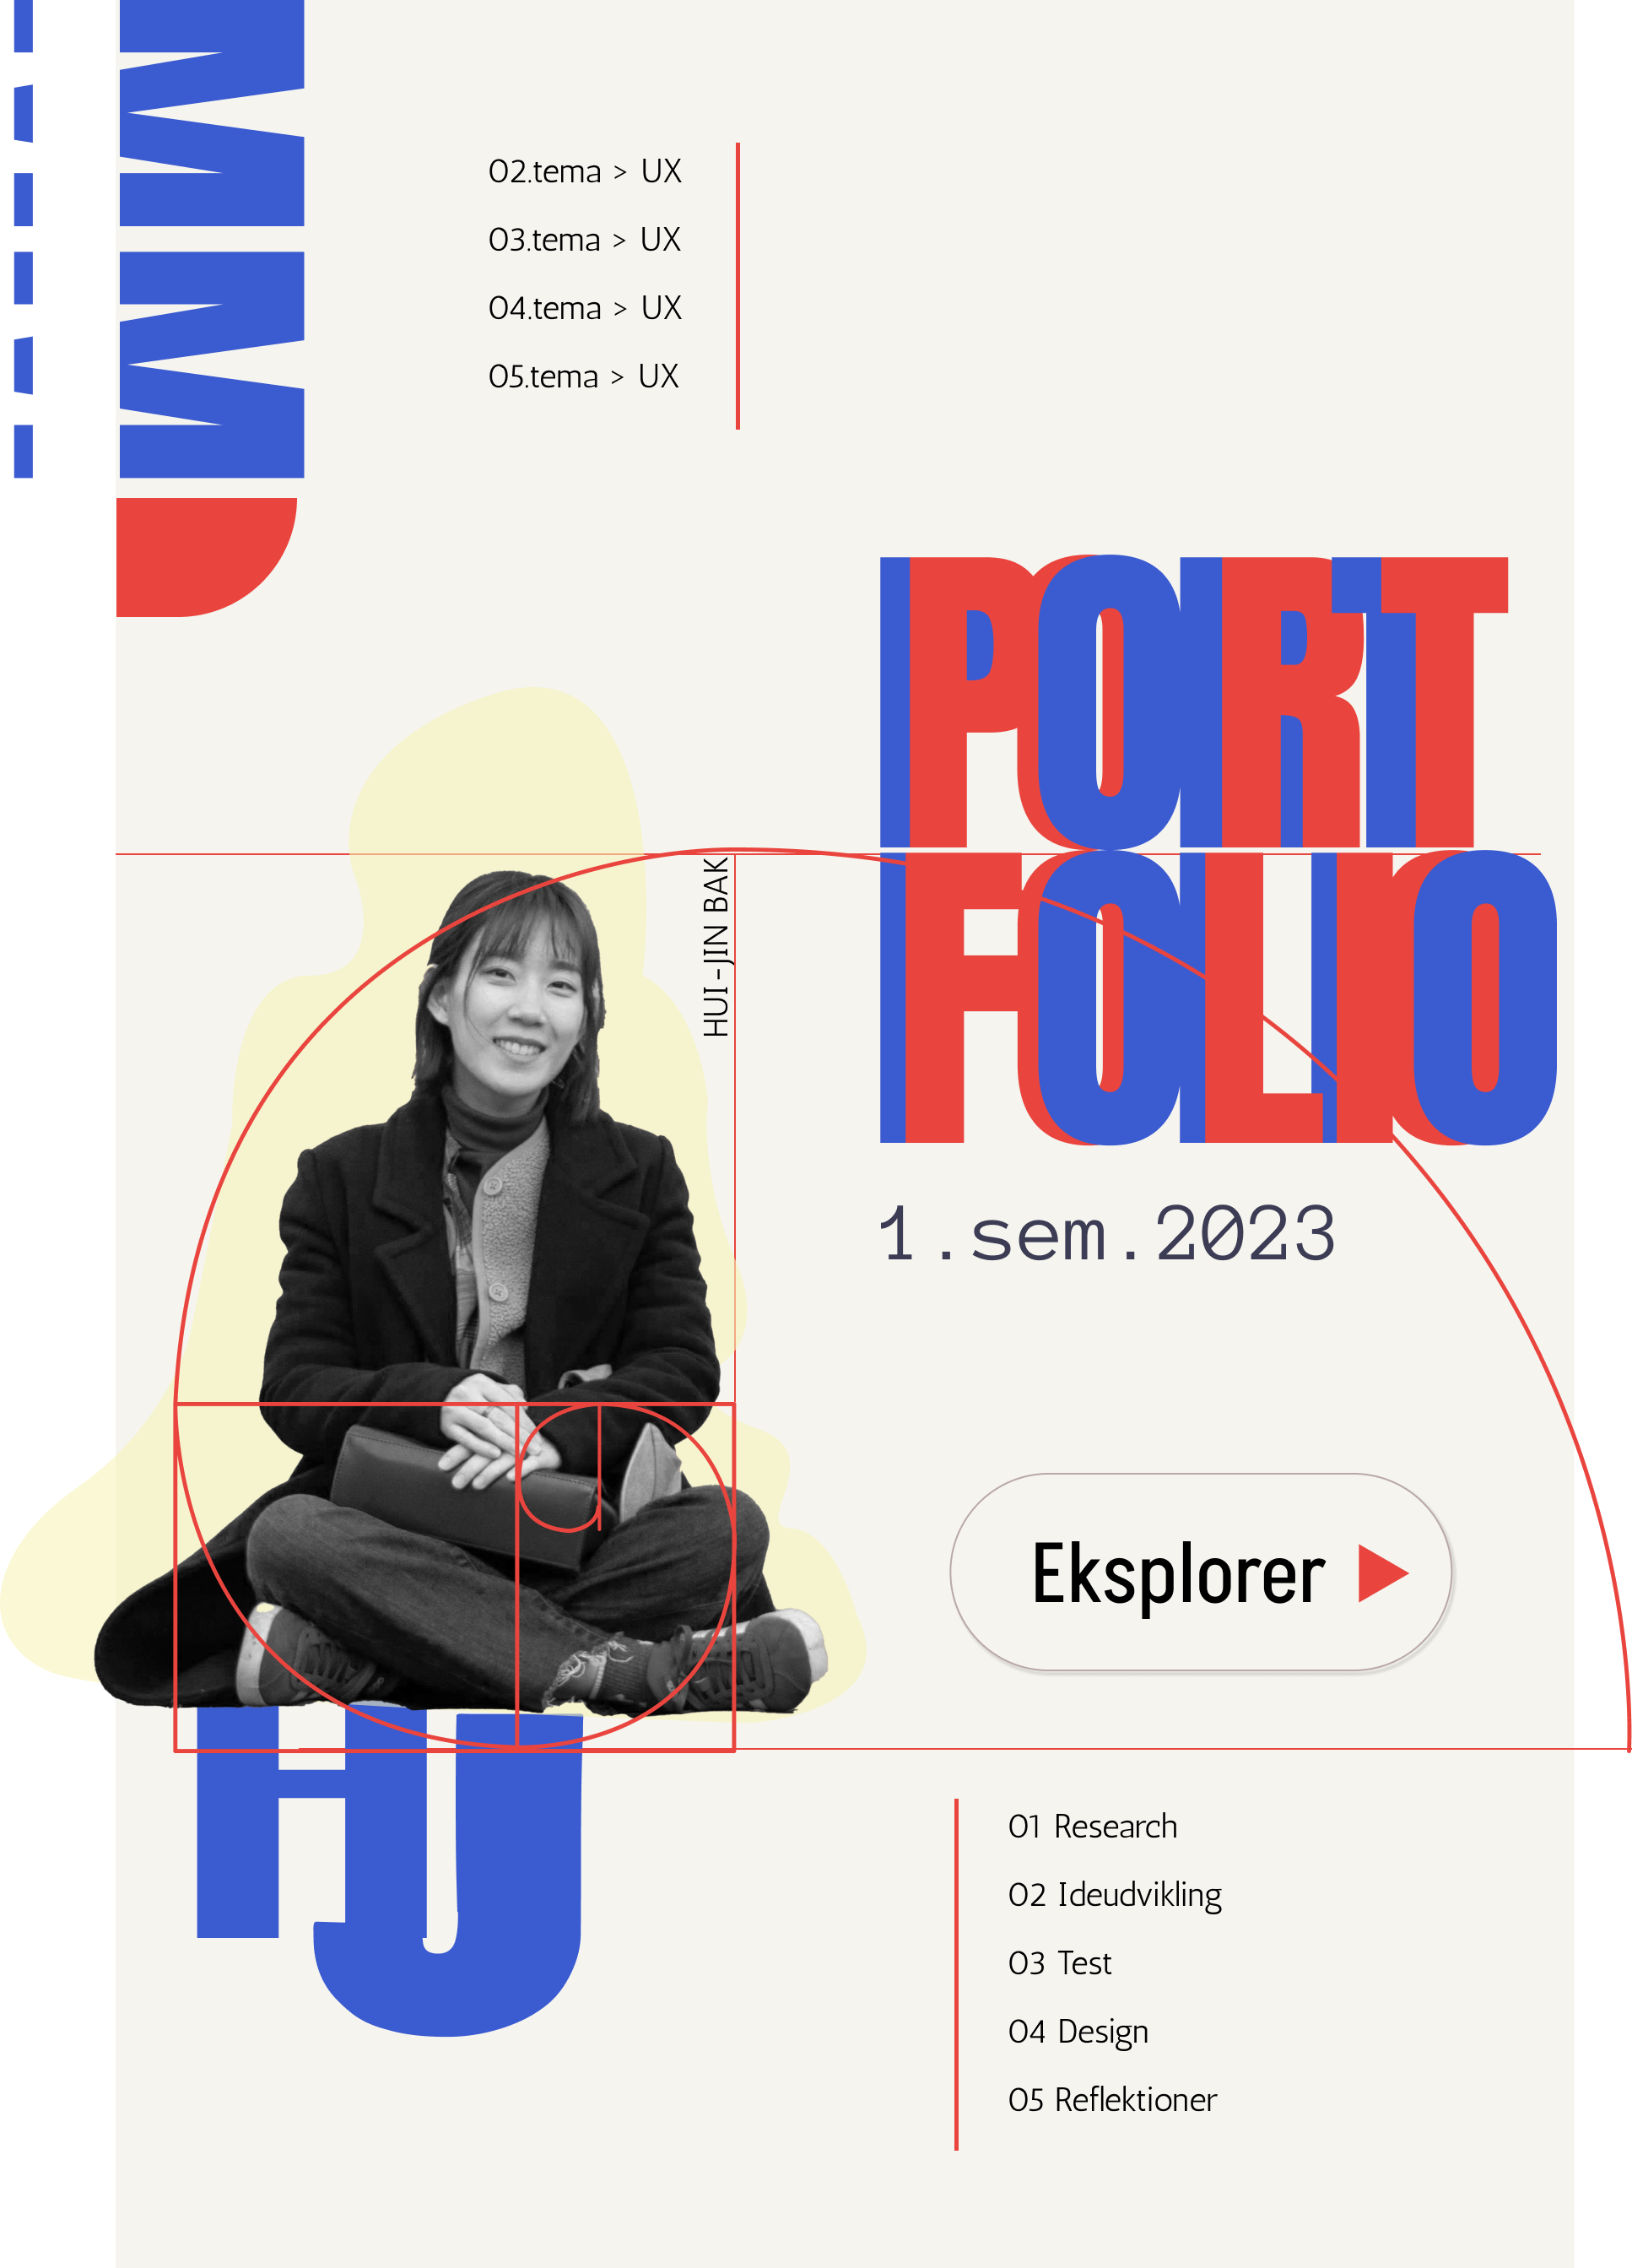 MM
02.tema > UX
03.tema > UX
04.tema > UX
05.tema > UX
PORT
FOLIO
HUI-JIN BAK
1.sem.2023
Eksplorer
HJ
01 Research
02 Ideudvikling
03 Test
04 Design
05 Reflektioner